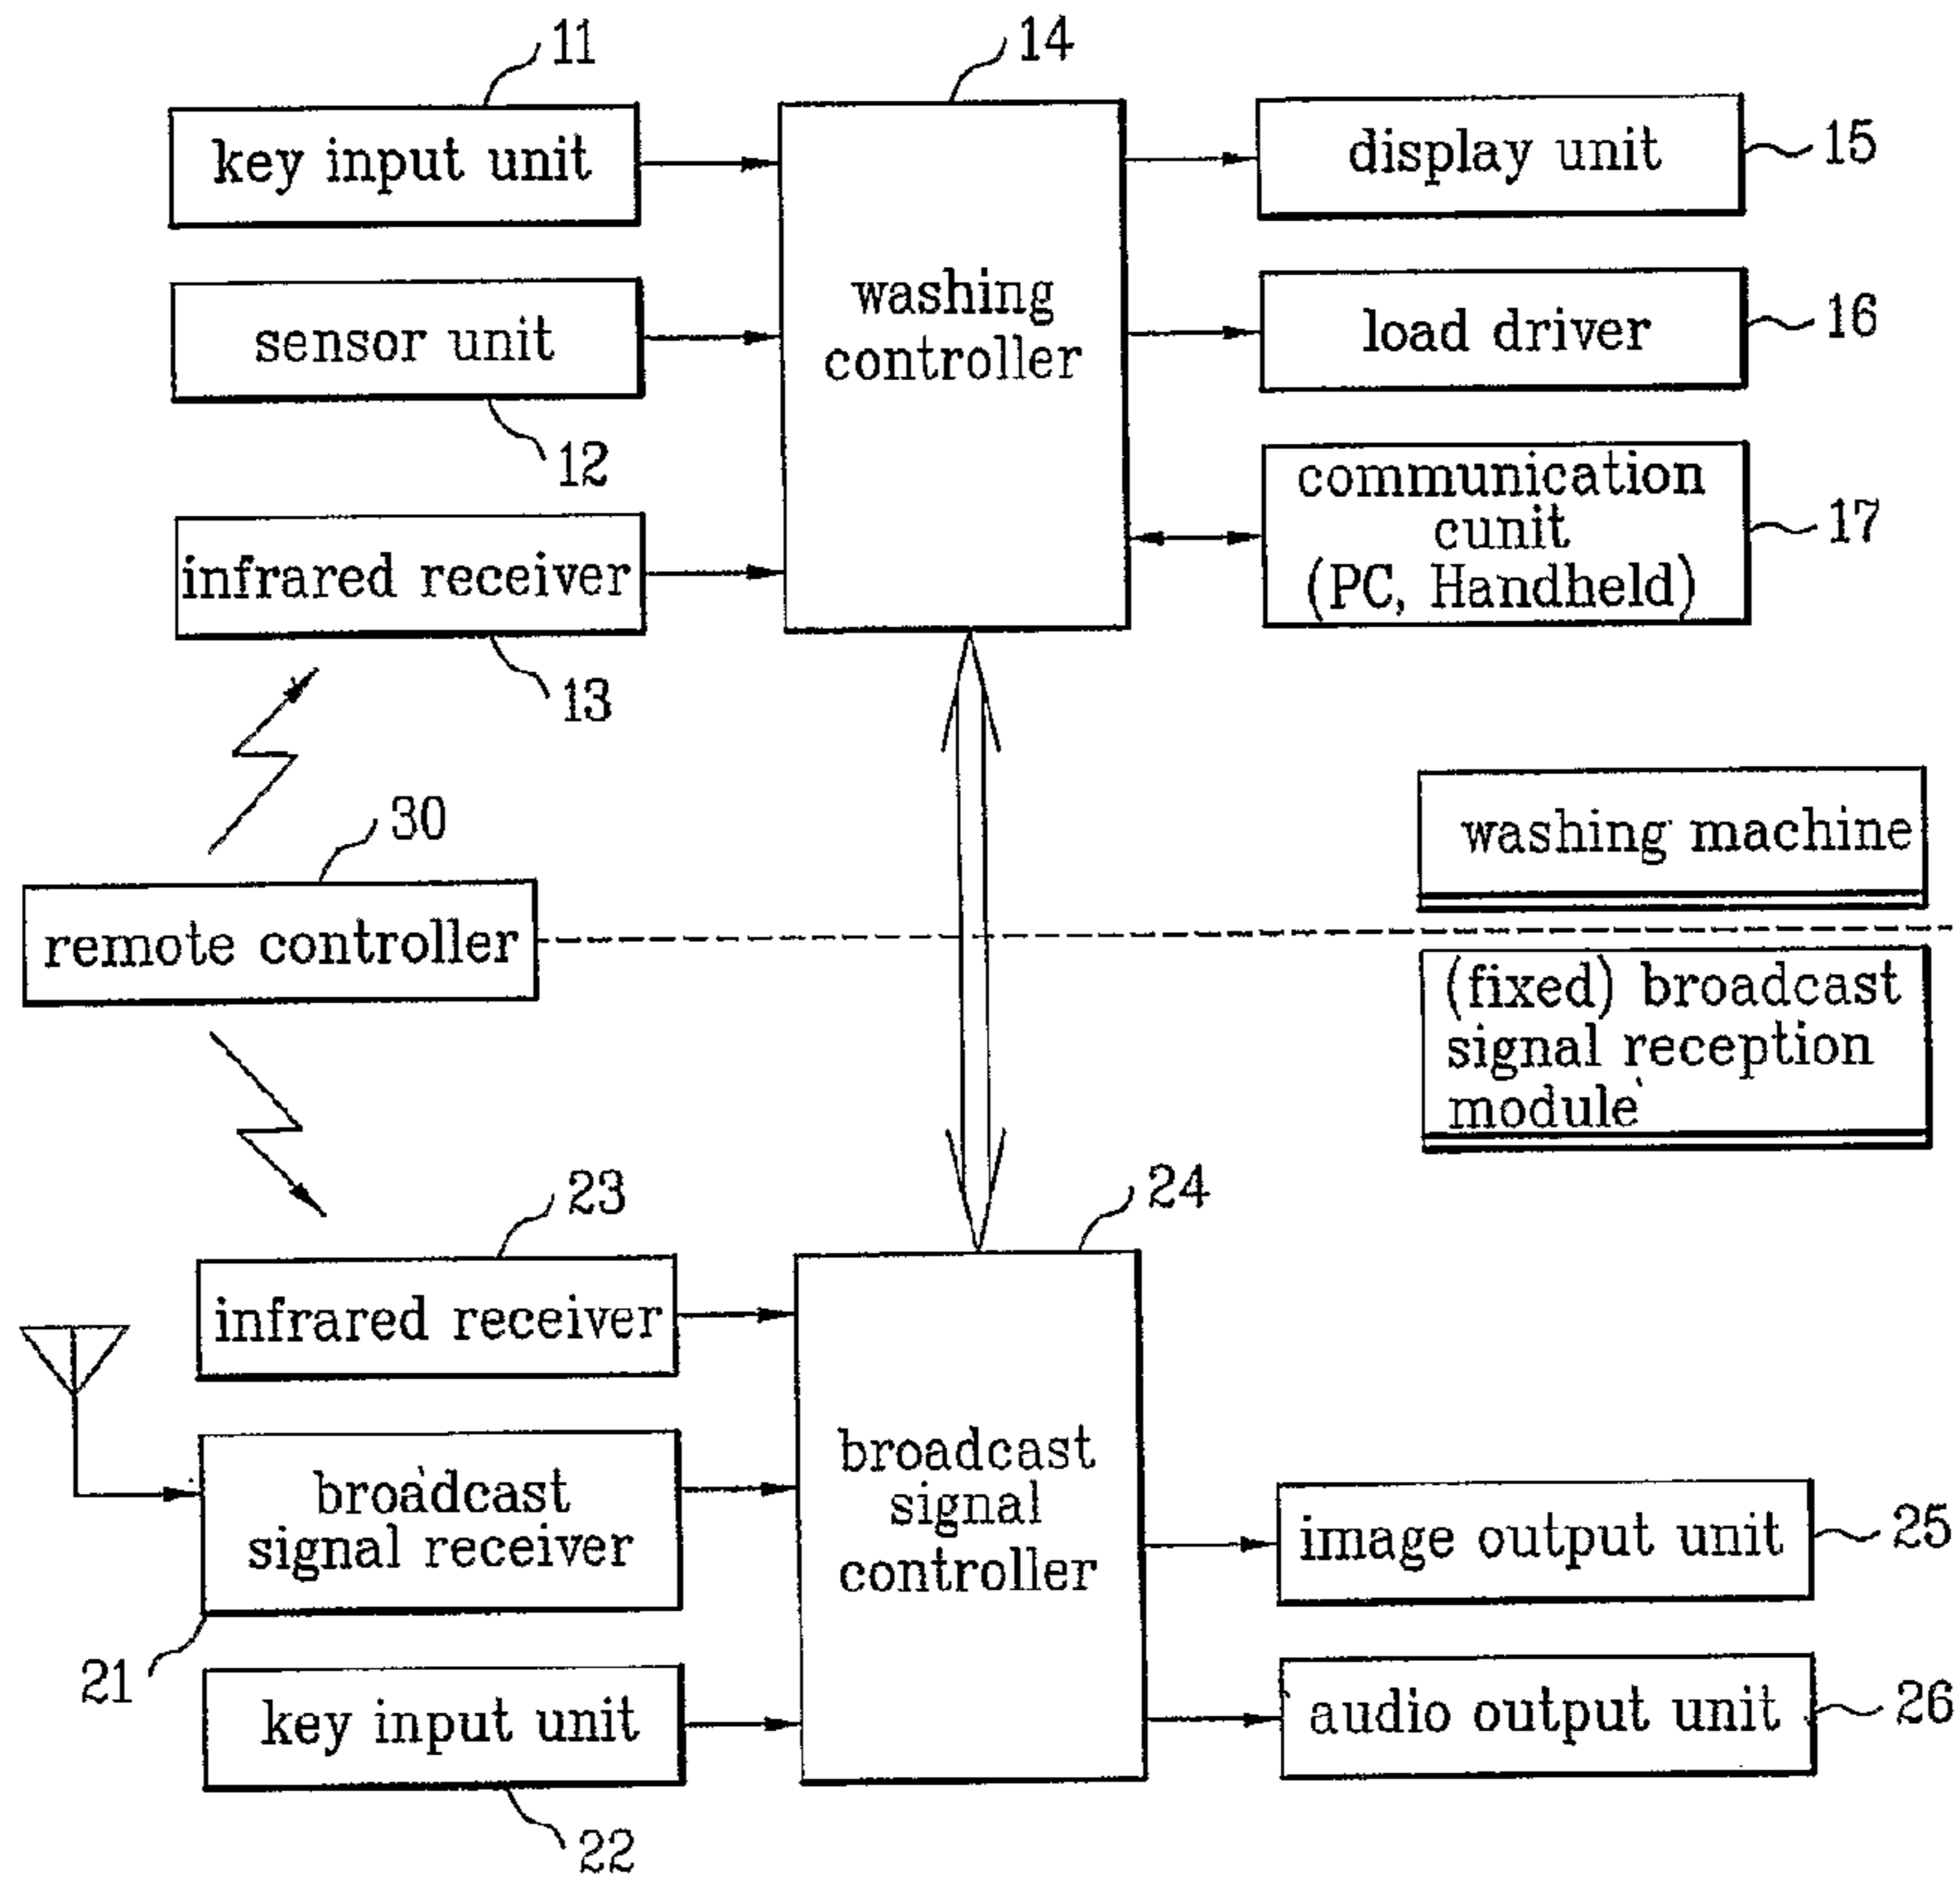 11
14
key input unit
display unit
15
sensor unit
washing
controller
load driver
16
12
communication
cunit
(PC, Handheld)
17
infrared receiver
13
30
washing machine
remote controller
(fixed) broadcast
signal reception
module
23
24
infrared receiver
broadcast
signal receiver
21
broadcast
signal
controller
image output unit
25
key input unit
22
audio output unit
26